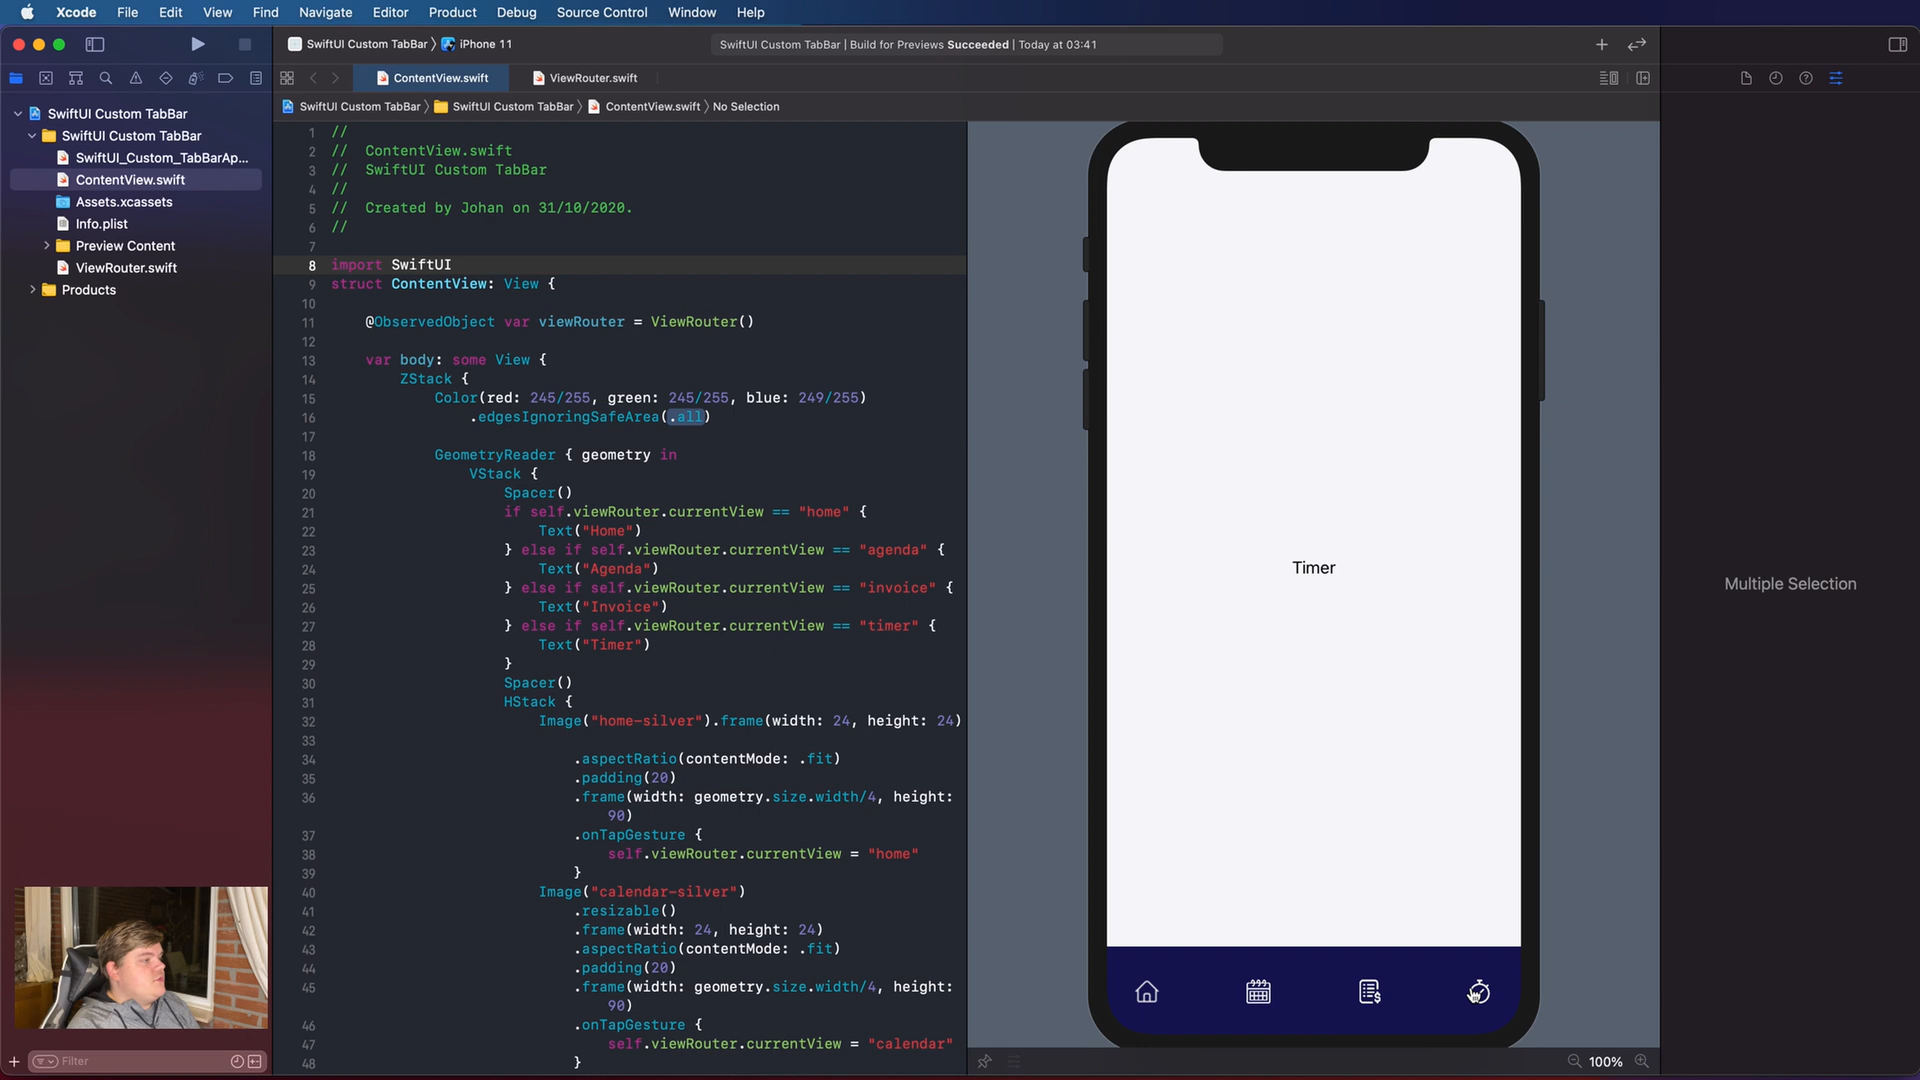 Xcode File Edit View Find Navigate Editor Product Debug Source Control Window Help
SwiftUI Custom TabBar iPhone 11
SwiftUI Custom TabBar | Build for Previews Succeeded | Today at 03:41
ContentView.swift ViewRouter.swift
SwiftUI Custom TabBar SwiftUI Custom TabBar ContentView.swift No Selection
SwiftUI Custom TabBar
SwiftUI Custom TabBar
SwiftUI_Custom_TabBarAp...
ContentView.swift
Assets.xcassets
Info.plist
Preview Content
ViewRouter.swift
Products
Filter
1 //
2 //  ContentView.swift
3 //  SwiftUI Custom TabBar
4 //
5 //  Created by Johan on 31/10/2020.
6 //
7
8 import SwiftUI
9 struct ContentView: View {
10
11 @ObservedObject var viewRouter = ViewRouter()
12
13 var body: some View {
14 ZStack {
15 Color(red: 245/255, green: 245/255, blue: 249/255)
16 .edgesIgnoringSafeArea(.all)
17
18 GeometryReader { geometry in
19 VStack {
20 Spacer()
21 if self.viewRouter.currentView == "home" {
22 Text("Home")
23 } else if self.viewRouter.currentView == "agenda" {
24 Text("Agenda")
25 } else if self.viewRouter.currentView == "invoice" {
26 Text("Invoice")
27 } else if self.viewRouter.currentView == "timer" {
28 Text("Timer")
29 }
30 Spacer()
31 HStack {
32 Image("home-silver").frame(width: 24, height: 24)
33
34 .aspectRatio(contentMode: .fit)
35 .padding(20)
36 .frame(width: geometry.size.width/4, height:
90)
37 .onTapGesture {
38 self.viewRouter.currentView = "home"
39 }
40 Image("calendar-silver")
41 .resizable()
42 .frame(width: 24, height: 24)
43 .aspectRatio(contentMode: .fit)
44 .padding(20)
45 .frame(width: geometry.size.width/4, height:
90)
46 .onTapGesture {
47 self.viewRouter.currentView = "calendar"
48 }
Timer
100%
Multiple Selection